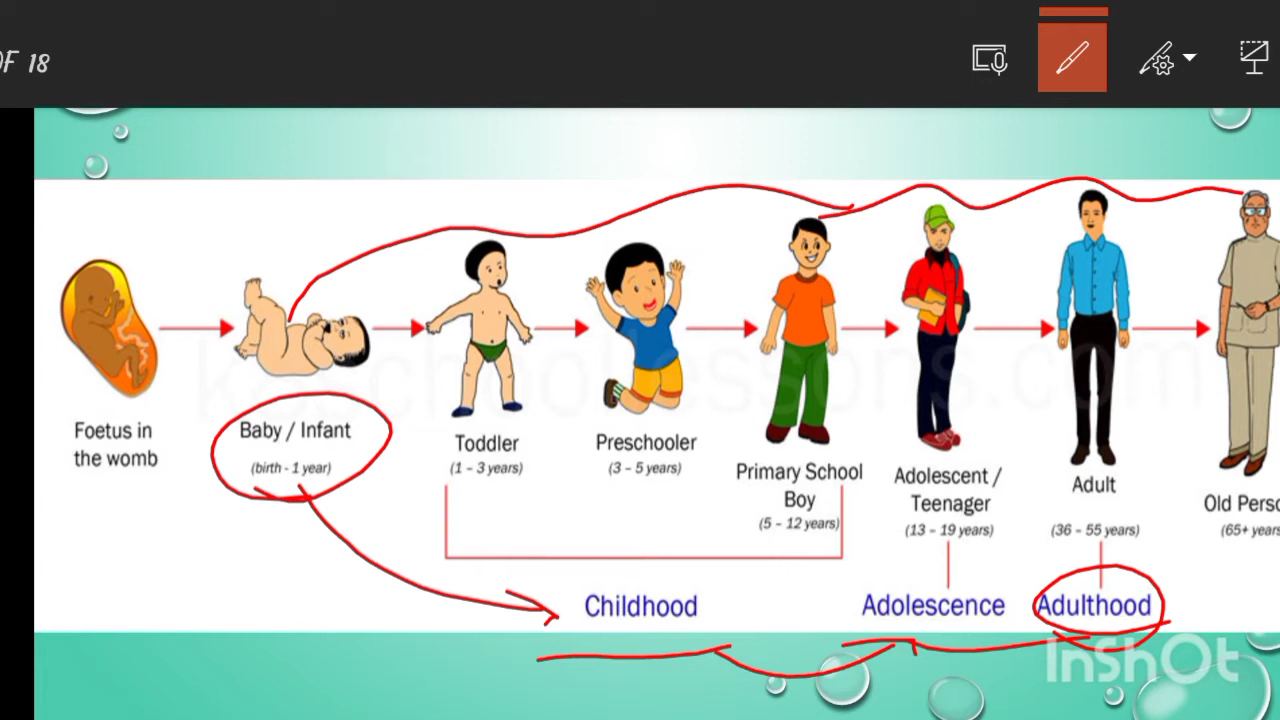 OF 18
Foetus in
the womb
Baby / Infant
(birth - 1 year)
Toddler
(1 – 3 years)
Preschooler
(3 – 5 years)
Primary School
Boy
(5 – 12 years)
Adolescent /
Teenager
(13 – 19 years)
Adult
(36 – 55 years)
Old Perso
(65+ years
Childhood
Adolescence
Adulthood
InShOt